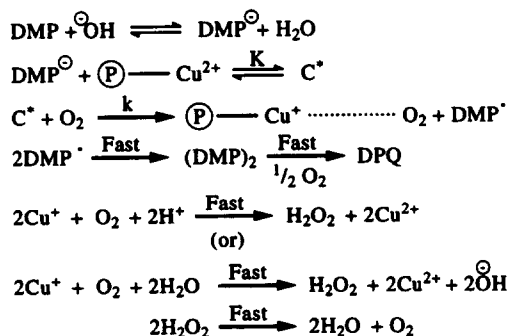 DMP + ⊖OH ⇌ DMP⊖ + H₂O
DMP⊖ + Ⓟ — Cu²⁺ ⇌ K C*
C* + O₂ —k→ Ⓟ — Cu⁺ ............ O₂ + DMP·
2DMP· —Fast→ (DMP)₂ —Fast, ½ O₂→ DPQ
2Cu⁺ + O₂ + 2H⁺ —Fast→ H₂O₂ + 2Cu²⁺
(or)
2Cu⁺ + O₂ + 2H₂O —Fast→ H₂O₂ + 2Cu²⁺ + 2⊖OH
2H₂O₂ —Fast→ 2H₂O + O₂